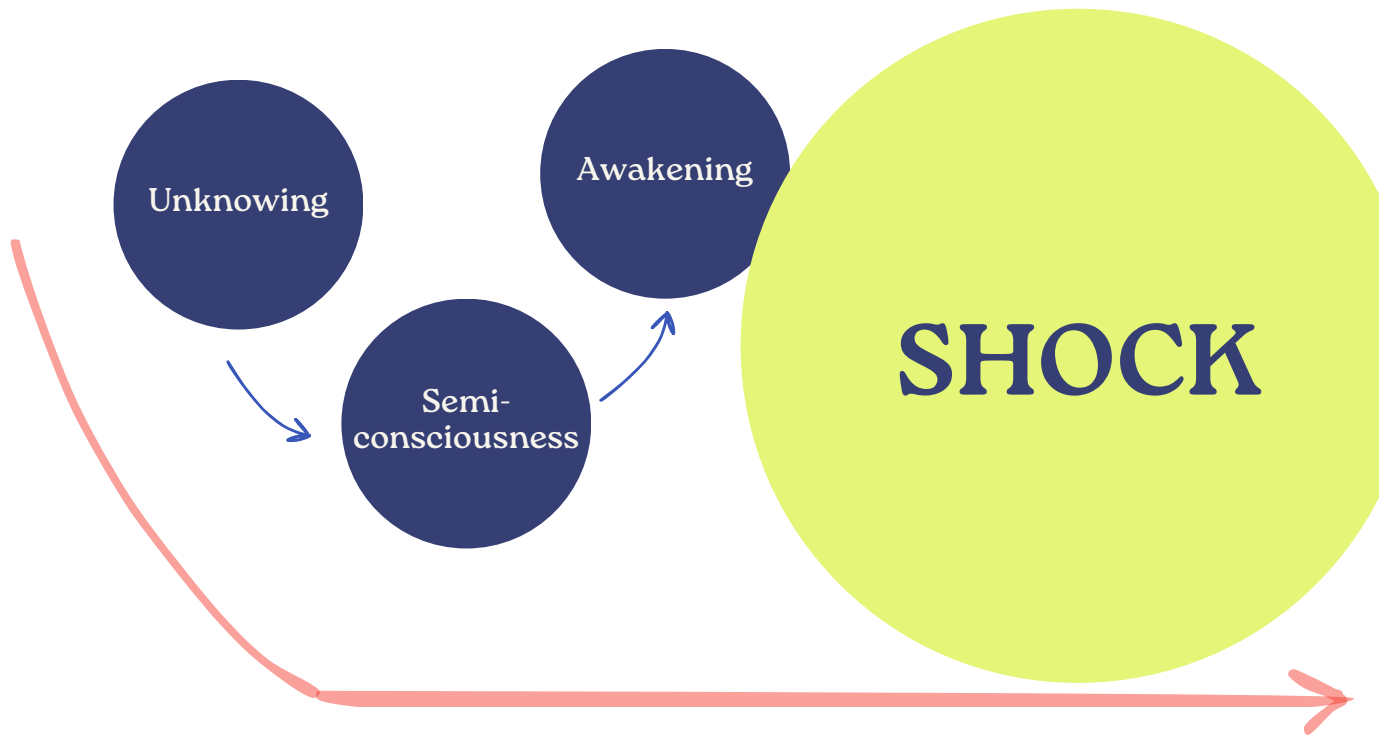 Unknowing
Semi-
consciousness
Awakening
SHOCK